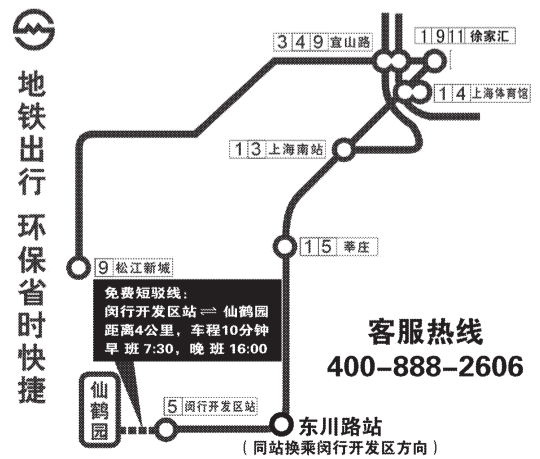 地铁出行 环保省时快捷
3 4 9 宜山路
1 9 11 徐家汇
1 4 上海体育馆
1 3 上海南站
1 5 莘庄
9 松江新城
免费短驳线:
闵行开发区站 ⇌ 仙鹤园
距离4公里，车程10分钟
早 班 7:30，晚 班 16:00
客服热线
400-888-2606
仙鹤园
5 闵行开发区站
东川路站
(同站换乘闵行开发区方向)